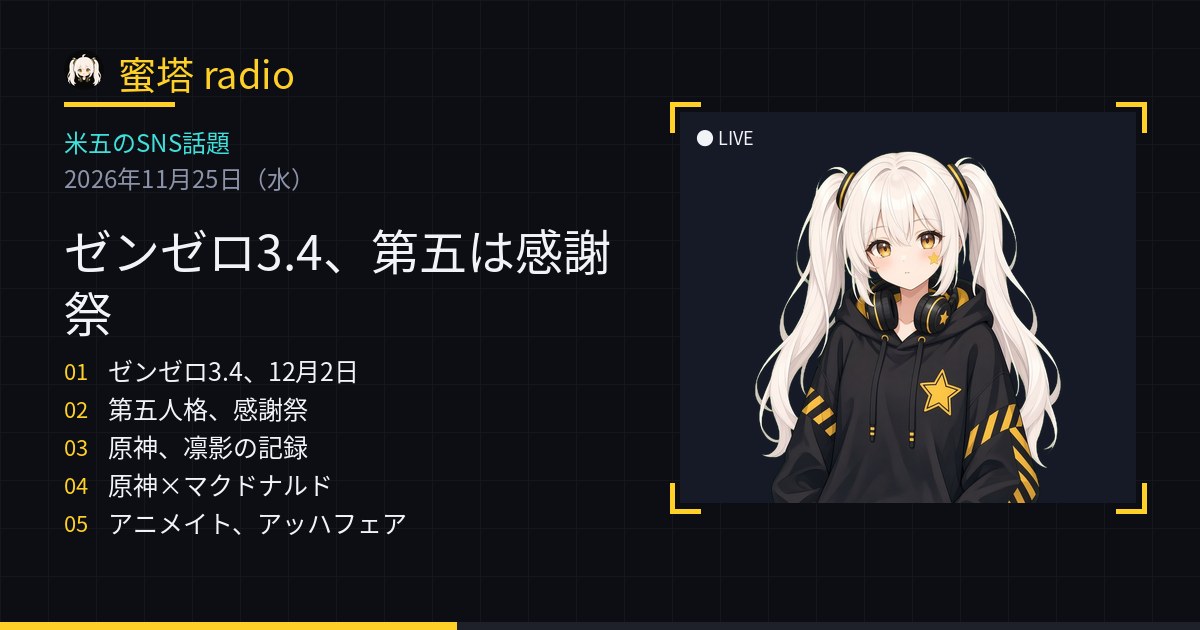 蜜塔 radio
米五のSNS話題
2026年11月25日（水）
ゼンゼロ3.4、第五は感謝
祭
01 ゼンゼロ3.4、12月2日
02 第五人格、感謝祭
03 原神、凛影の記録
04 原神×マクドナルド
05 アニメイト、アッハフェア
LIVE